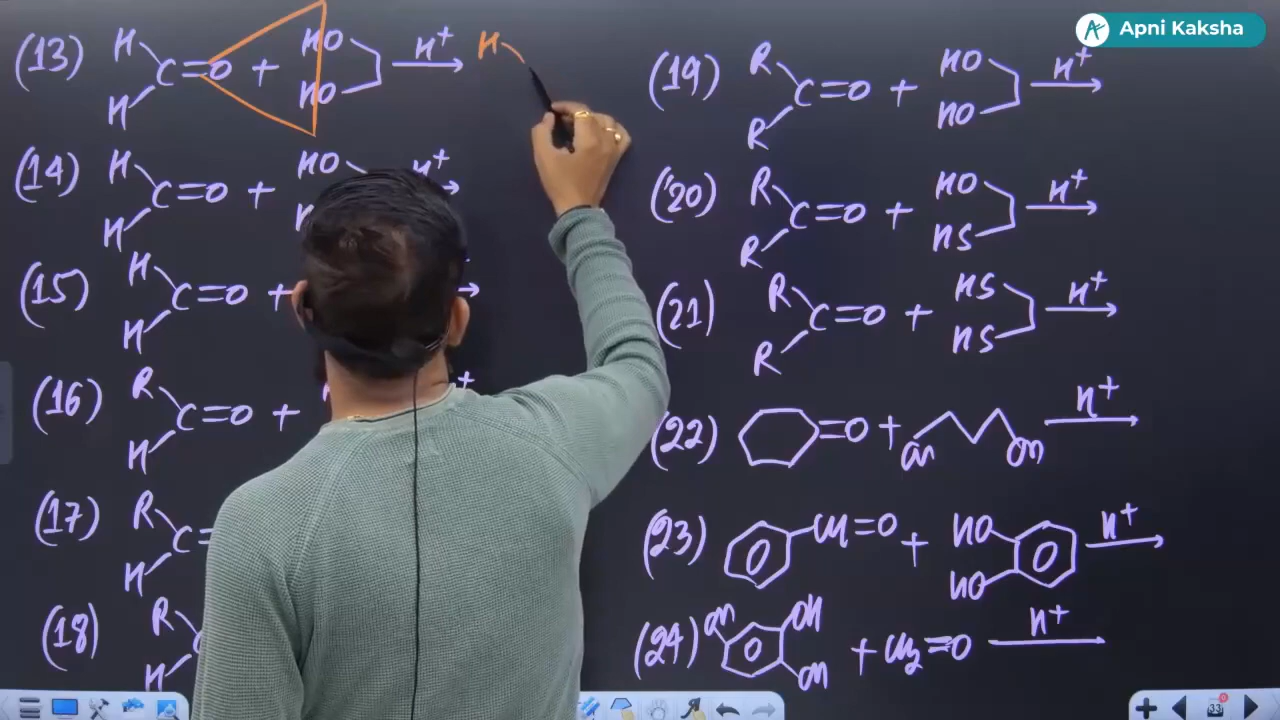 Apni Kaksha
(13) H H C=O + HO HO H+ H
(14) H H C=O + HO H+
(15) H H C=O +
(16) R H C=O +
(17) R H C=
(18) R H
(19) R R C=O + HO HO H+
(20) R R C=O + HO HS H+
(21) R R C=O + HS HS H+
(22) =O + OH OH H+
(23) CH=O + HO HO H+
(24) OH OH OH + CH2=O H+
33